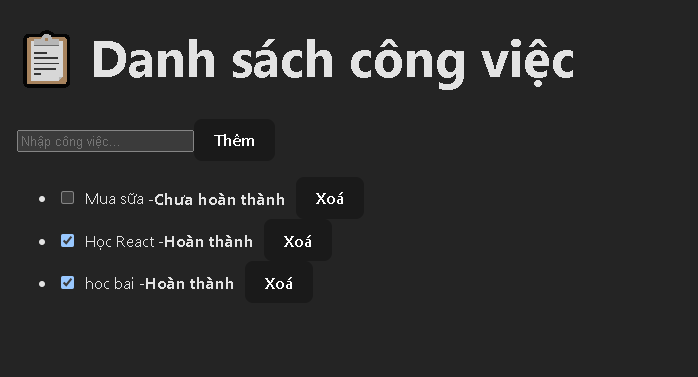 Danh sách công việc
Nhập công việc... Thêm
Mua sữa -Chưa hoàn thành Xoá
Học React -Hoàn thành Xoá
hoc bai -Hoàn thành Xoá